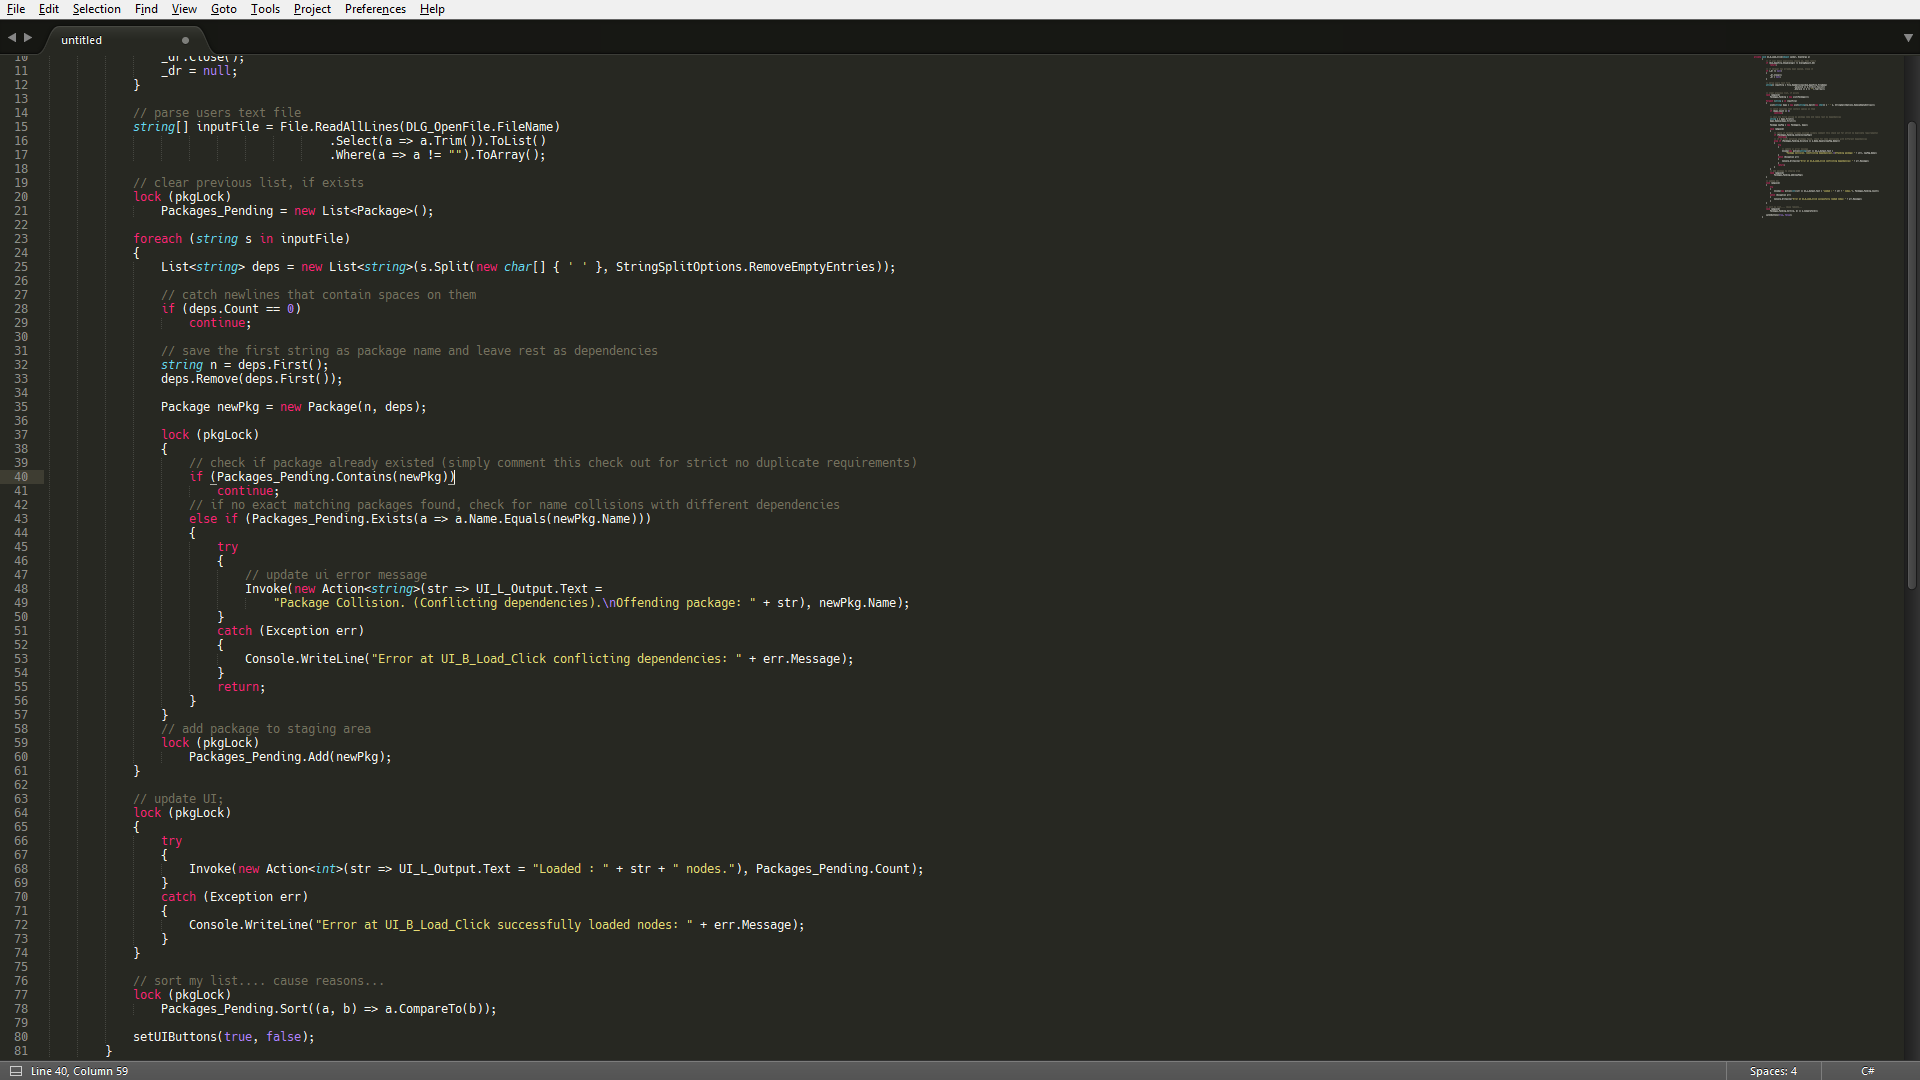 File Edit Selection Find View Goto Tools Project Preferences Help
untitled
10 _dr.Close();
11 _dr = null;
12 }
13
14 // parse users text file
15 string[] inputFile = File.ReadAllLines(DLG_OpenFile.FileName)
16 .Select(a => a.Trim()).ToList()
17 .Where(a => a != "").ToArray();
18
19 // clear previous list, if exists
20 lock (pkgLock)
21 Packages_Pending = new List<Package>();
22
23 foreach (string s in inputFile)
24 {
25 List<string> deps = new List<string>(s.Split(new char[] { ' ' }, StringSplitOptions.RemoveEmptyEntries));
26
27 // catch newlines that contain spaces on them
28 if (deps.Count == 0)
29 continue;
30
31 // save the first string as package name and leave rest as dependencies
32 string n = deps.First();
33 deps.Remove(deps.First());
34
35 Package newPkg = new Package(n, deps);
36
37 lock (pkgLock)
38 {
39 // check if package already existed (simply comment this check out for strict no duplicate requirements)
40 if (Packages_Pending.Contains(newPkg))
41 continue;
42 // if no exact matching packages found, check for name collisions with different dependencies
43 else if (Packages_Pending.Exists(a => a.Name.Equals(newPkg.Name)))
44 {
45 try
46 {
47 // update ui error message
48 Invoke(new Action<string>(str => UI_L_Output.Text =
49 "Package Collision. (Conflicting dependencies).\nOffending package: " + str), newPkg.Name);
50 }
51 catch (Exception err)
52 {
53 Console.WriteLine("Error at UI_B_Load_Click conflicting dependencies: " + err.Message);
54 }
55 return;
56 }
57 }
58 // add package to staging area
59 lock (pkgLock)
60 Packages_Pending.Add(newPkg);
61 }
62
63 // update UI;
64 lock (pkgLock)
65 {
66 try
67 {
68 Invoke(new Action<int>(str => UI_L_Output.Text = "Loaded : " + str + " nodes."), Packages_Pending.Count);
69 }
70 catch (Exception err)
71 {
72 Console.WriteLine("Error at UI_B_Load_Click successfully loaded nodes: " + err.Message);
73 }
74 }
75
76 // sort my list.... cause reasons...
77 lock (pkgLock)
78 Packages_Pending.Sort((a, b) => a.CompareTo(b));
79
80 setUIButtons(true, false);
81 }
Line 40, Column 59 Spaces: 4 C#